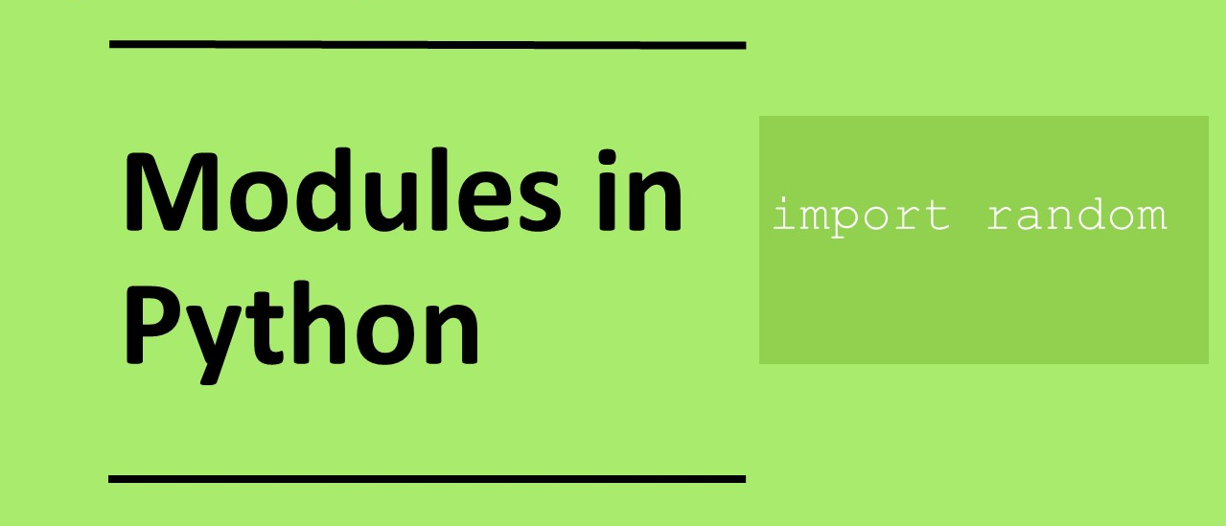 Modules in
Python
import random